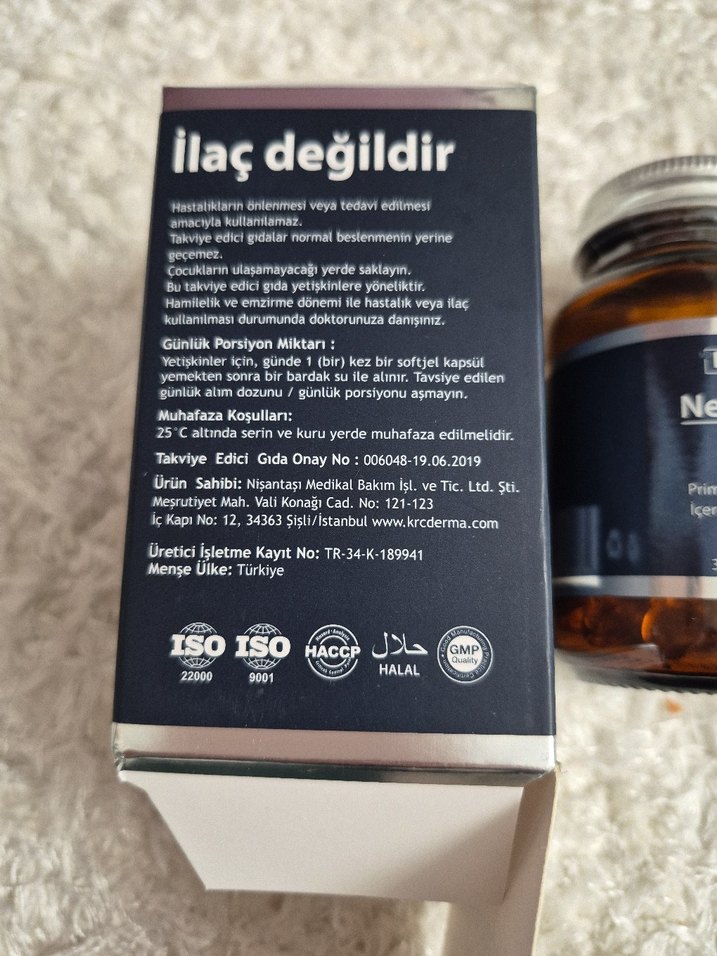 İlaç değildir
Hastalıkların önlenmesi veya tedavi edilmesi
amacıyla kullanılamaz.
Takviye edici gıdalar normal beslenmenin yerine
geçemez.
Çocukların ulaşamayacağı yerde saklayın.
Bu takviye edici gıda yetişkinlere yöneliktir.
Hamilelik ve emzirme dönemi ile hastalık veya ilaç
kullanılması durumunda doktorunuza danışınız.
Günlük Porsiyon Miktarı :
Yetişkinler için, günde 1 (bir) kez bir softjel kapsül
yemekten sonra bir bardak su ile alınır. Tavsiye edilen
günlük alım dozunu / günlük porsiyonu aşmayın.
Muhafaza Koşulları:
25°C altında serin ve kuru yerde muhafaza edilmelidir.
Takviye Edici Gıda Onay No : 006048-19.06.2019
Ürün Sahibi: Nişantaşı Medikal Bakım İşl. ve Tic. Ltd. Şti.
Meşrutiyet Mah. Vali Konağı Cad. No: 121-123
İç Kapı No: 12, 34363 Şişli/İstanbul www.krcderma.com
Üretici İşletme Kayıt No: TR-34-K-189941
Menşe Ülke: Türkiye
ISO
22000
ISO
9001
HACCP
حلال
HALAL
GMP
Quality
Ne
Prim
İçer
3